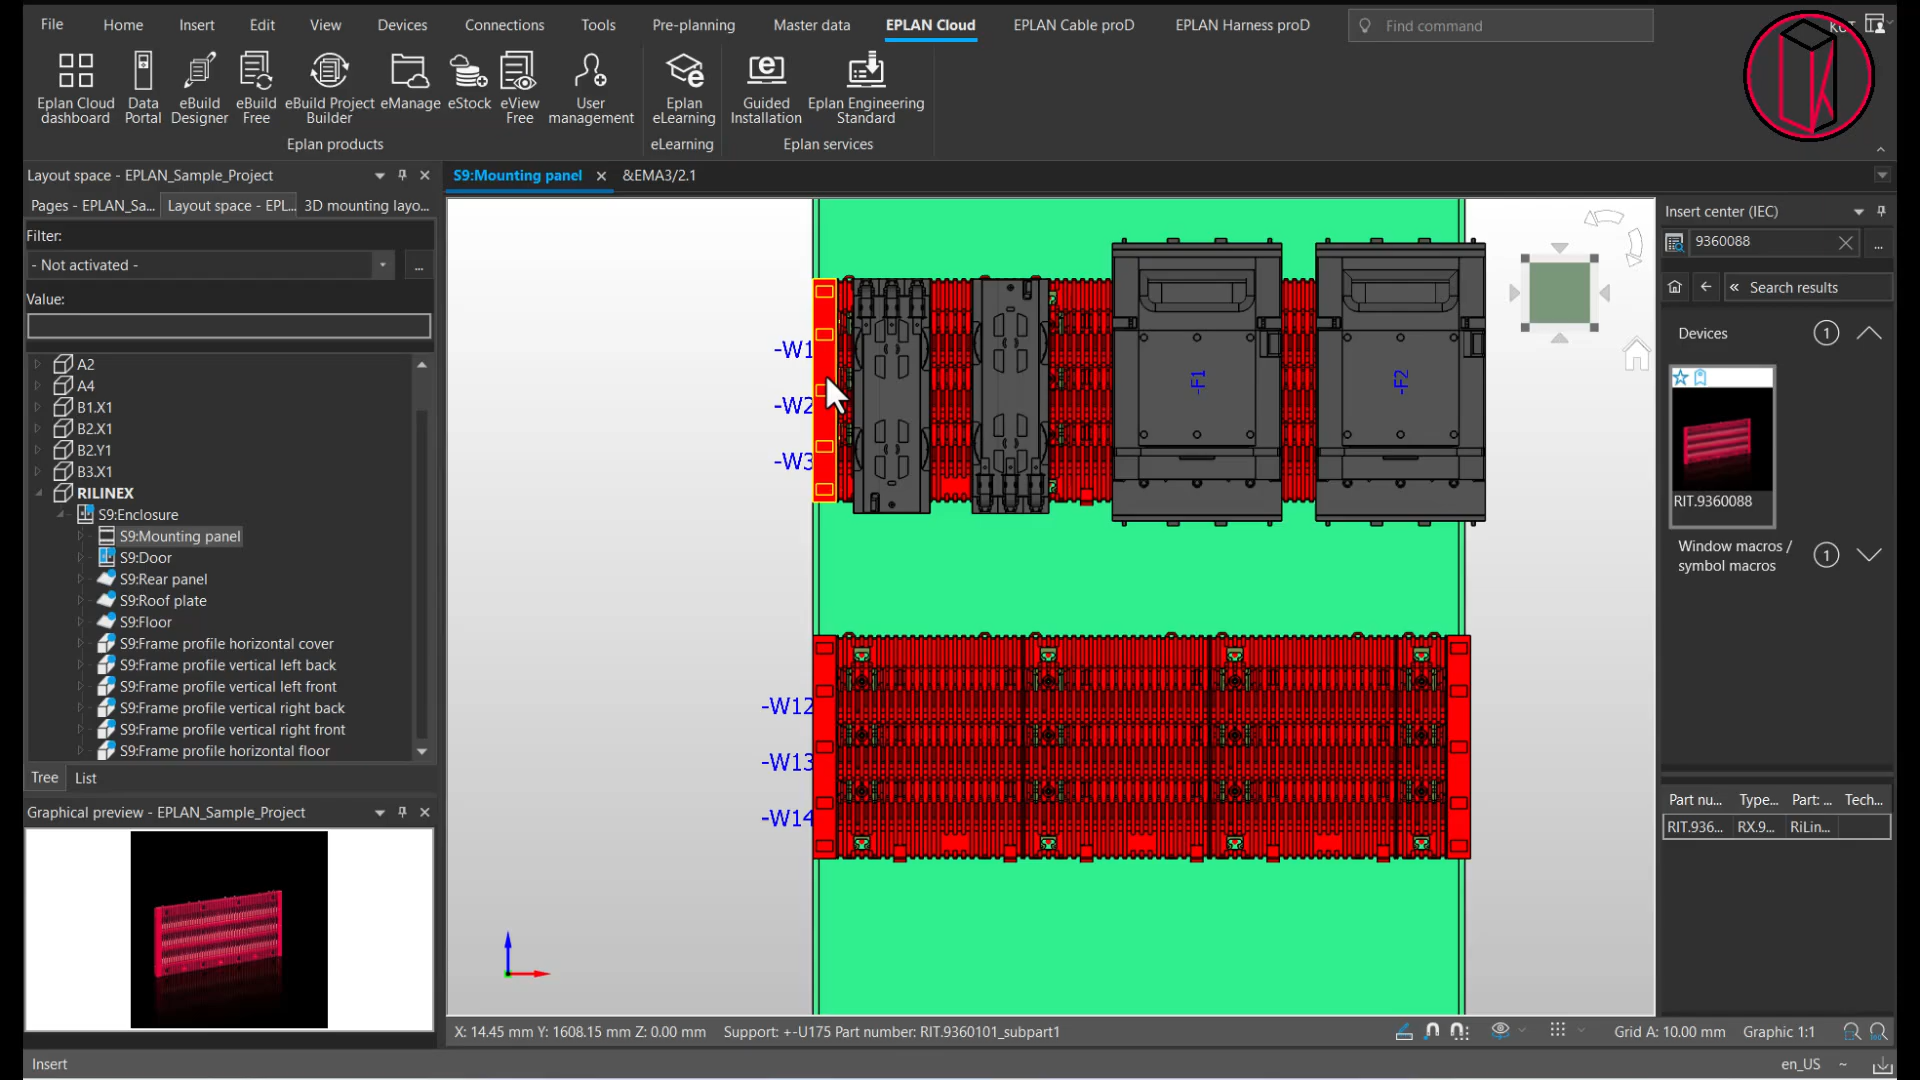 File Home Insert Edit View Devices Connections Tools Pre-planning Master data EPLAN Cloud EPLAN Cable proD EPLAN Harness proD Find command
Eplan Cloud dashboard
Data Portal
eBuild Designer
eBuild Free
eBuild Project Builder
eManage
eStock
eView Free
User management
Eplan eLearning
Guided Installation
Eplan Engineering Standard
Eplan products
eLearning
Eplan services
Layout space - EPLAN_Sample_Project
Pages - EPLAN_Sa...
Layout space - EPL...
3D mounting layo...
Filter:
- Not activated -
...
Value:
A2
A4
B1.X1
B2.X1
B2.Y1
B3.X1
RILINEX
S9:Enclosure
S9:Mounting panel
S9:Door
S9:Rear panel
S9:Roof plate
S9:Floor
S9:Frame profile horizontal cover
S9:Frame profile vertical left back
S9:Frame profile vertical left front
S9:Frame profile vertical right back
S9:Frame profile vertical right front
S9:Frame profile horizontal floor
Tree List
Graphical preview - EPLAN_Sample_Project
S9:Mounting panel
&EMA3/2.1
-W1
-W2
-W3
-F1
-F2
-W12
-W13
-W14
X: 14.45 mm Y: 1608.15 mm Z: 0.00 mm Support: +-U175 Part number: RIT.9360101_subpart1
Grid A: 10.00 mm Graphic 1:1
Insert center (IEC)
9360088
...
« Search results
Devices 1
RIT.9360088
Window macros /
symbol macros 1
Part nu... Type... Part: ... Tech...
RIT.936... RX.9... RiLin...
Insert
en_US ~